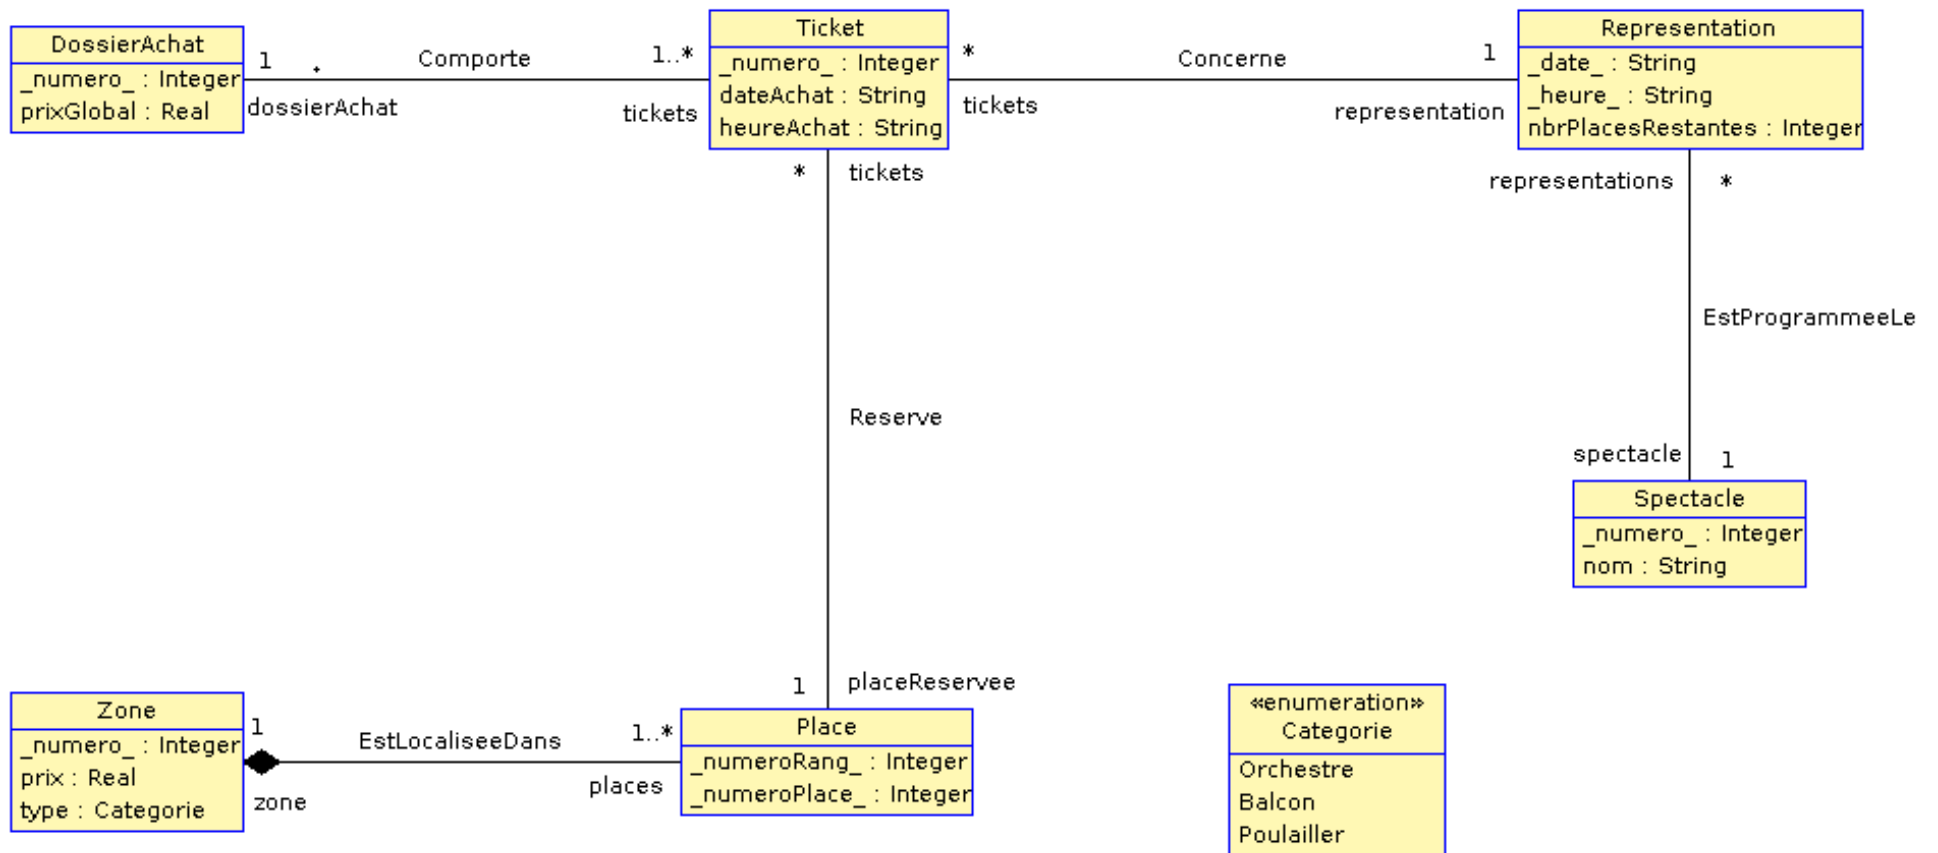 DossierAchat
_numero_ : Integer
prixGlobal : Real
1
Comporte
1..*
dossierAchat
tickets
Ticket
_numero_ : Integer
dateAchat : String
heureAchat : String
*
Concerne
1
tickets
representation
Representation
_date_ : String
_heure_ : String
nbrPlacesRestantes : Integer
*
tickets
representations
*
EstProgrammeeLe
Reserve
spectacle
1
Spectacle
_numero_ : Integer
nom : String
1
placeReservee
Zone
_numero_ : Integer
prix : Real
type : Categorie
1
EstLocaliseeDans
1..*
zone
places
Place
_numeroRang_ : Integer
_numeroPlace_ : Integer
«enumeration»
Categorie
Orchestre
Balcon
Poulailler